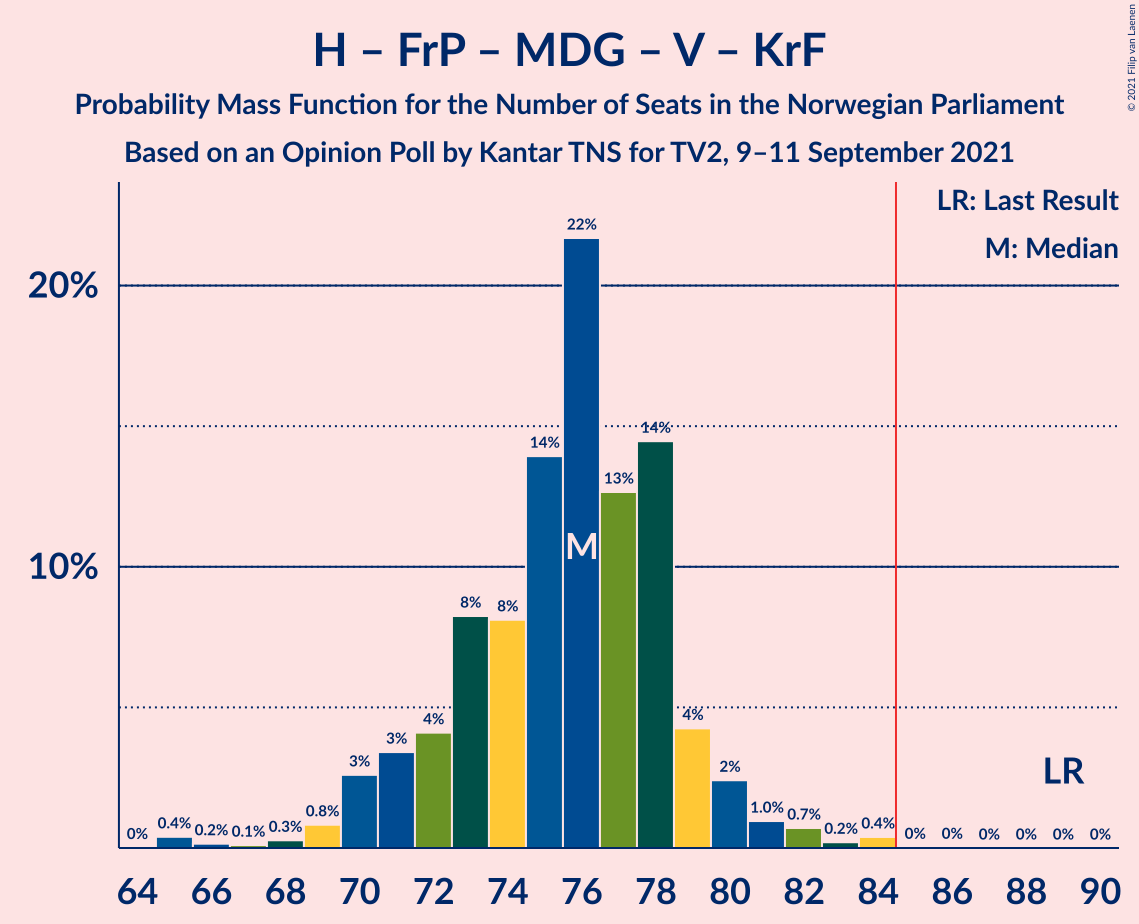 H – FrP – MDG – V – KrF
Probability Mass Function for the Number of Seats in the Norwegian Parliament
Based on an Opinion Poll by Kantar TNS for TV2, 9–11 September 2021
© 2021 Filip van Laenen
LR: Last Result
M: Median
20%
10%
0% 0.4% 0.2% 0.1% 0.3% 0.8% 3% 3% 4% 8% 8% 14% 22% 13% 14% 4% 2% 1.0% 0.7% 0.2% 0.4% 0% 0% 0% 0% 0% 0%
M
LR
64 66 68 70 72 74 76 78 80 82 84 86 88 90